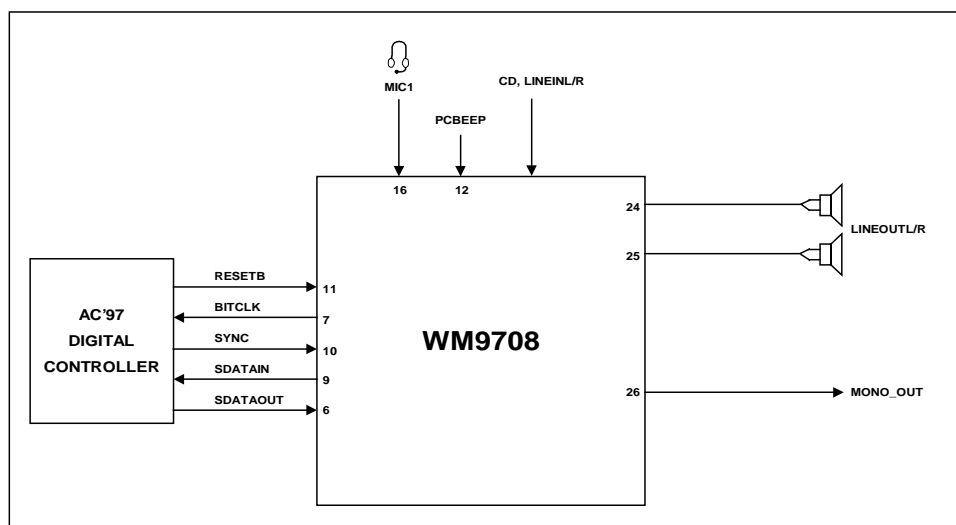 MIC1
CD, LINEINL/R
PCBEEP
16
12
24
LINEOUTL/R
25
RESETB
11
BITCLK
7
AC'97
DIGITAL
CONTROLLER
WM9708
SYNC
10
SDATAIN
9
SDATAOUT
6
26
MONO_OUT